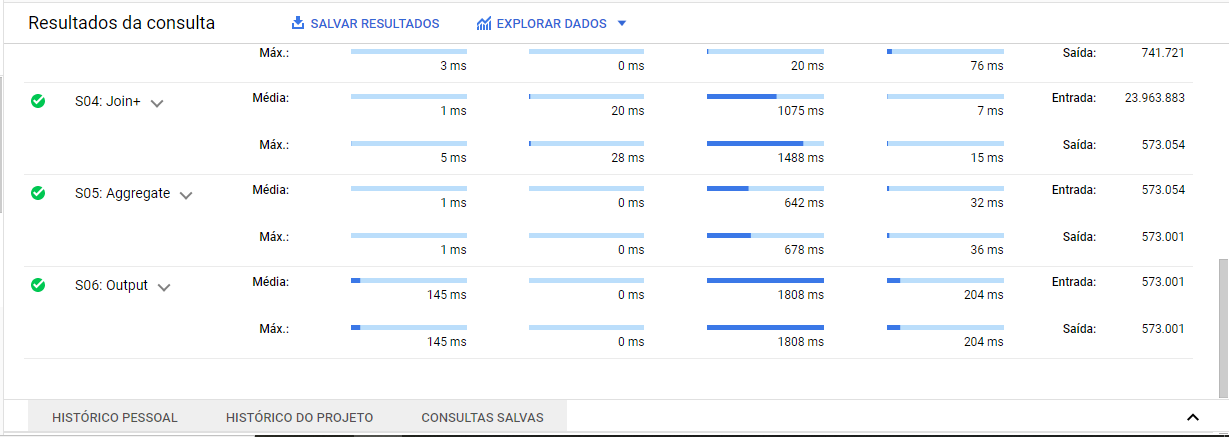 Resultados da consulta SALVAR RESULTADOS EXPLORAR DADOS
Máx.: 3 ms 0 ms 20 ms 76 ms Saída: 741.721
S04: Join+ Média: 1 ms 20 ms 1075 ms 7 ms Entrada: 23.963.883
Máx.: 5 ms 28 ms 1488 ms 15 ms Saída: 573.054
S05: Aggregate Média: 1 ms 0 ms 642 ms 32 ms Entrada: 573.054
Máx.: 1 ms 0 ms 678 ms 36 ms Saída: 573.001
S06: Output Média: 145 ms 0 ms 1808 ms 204 ms Entrada: 573.001
Máx.: 145 ms 0 ms 1808 ms 204 ms Saída: 573.001
HISTÓRICO PESSOAL HISTÓRICO DO PROJETO CONSULTAS SALVAS